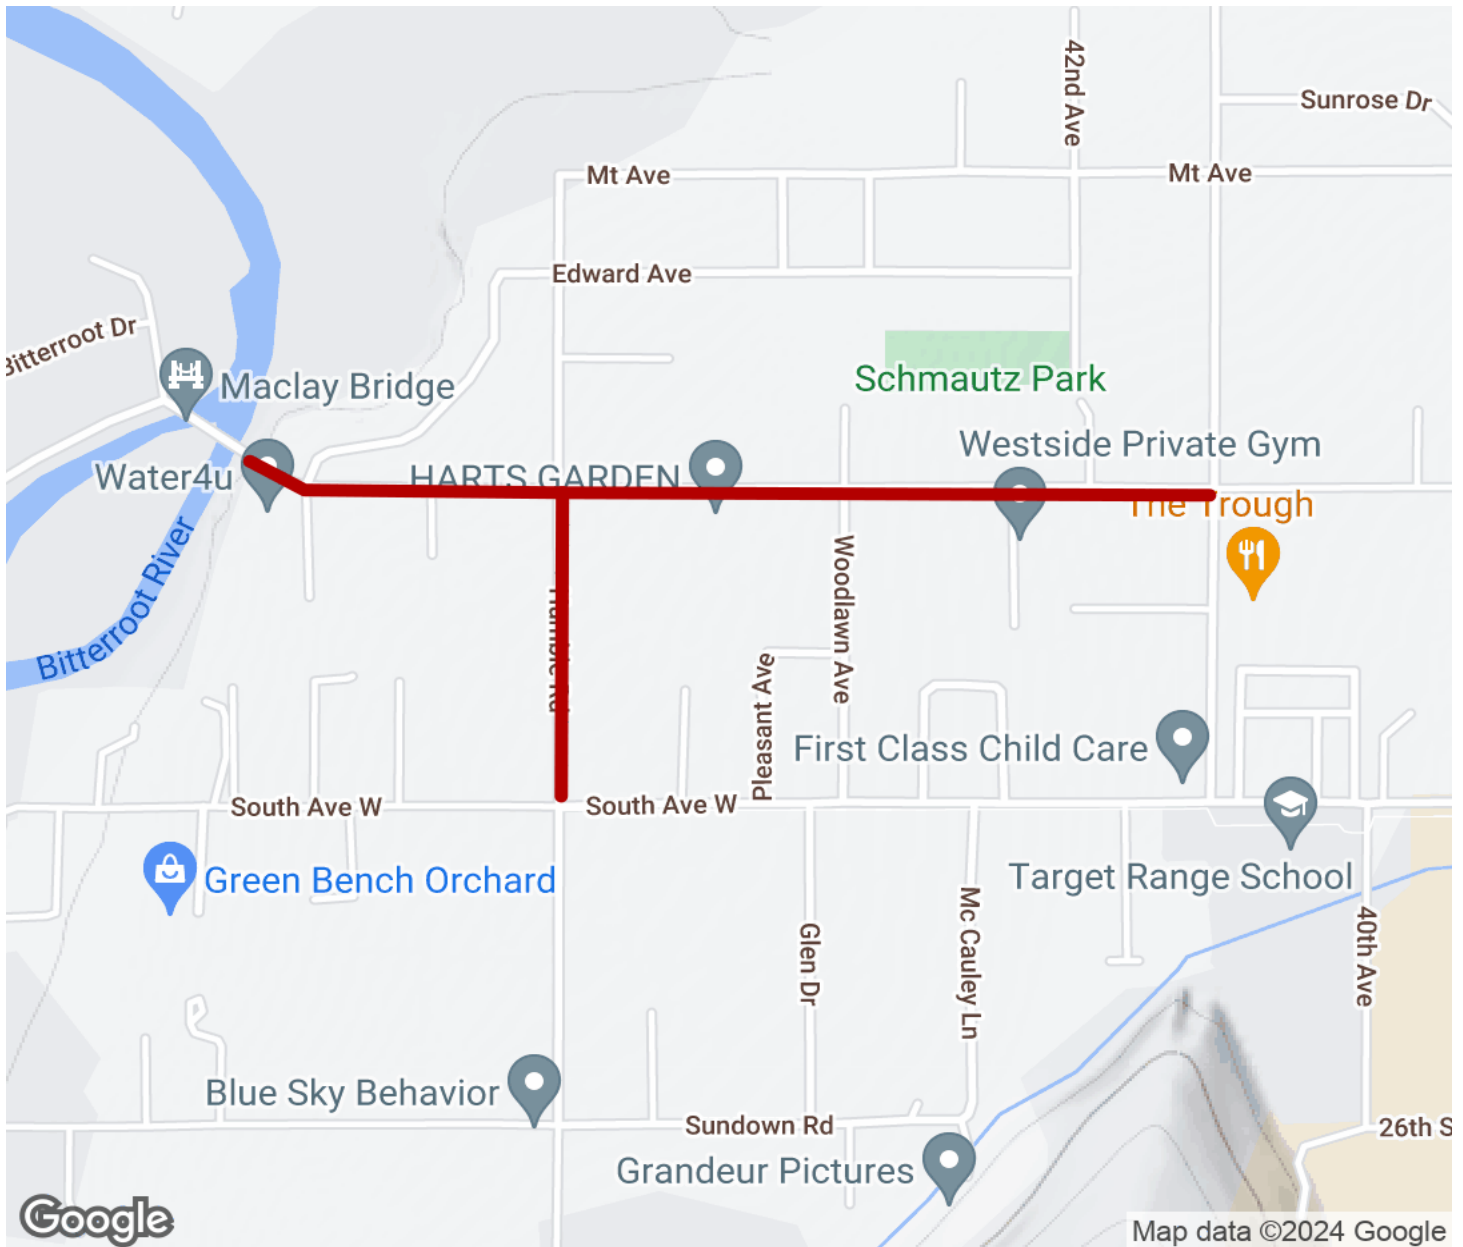 42nd Ave
Sunrose Dr
Mt Ave
Mt Ave
Edward Ave
Bitterroot Dr
Maclay Bridge
Schmautz Park
Westside Private Gym
Water4u
HARTS GARDEN
The Trough
Bitterroot River
Humble Rd
Woodlawn Ave
Pleasant Ave
First Class Child Care
South Ave W
South Ave W
Green Bench Orchard
Target Range School
Glen Dr
Mc Cauley Ln
40th Ave
Blue Sky Behavior
Sundown Rd
26th S
Grandeur Pictures
Google
Map data ©2024 Google